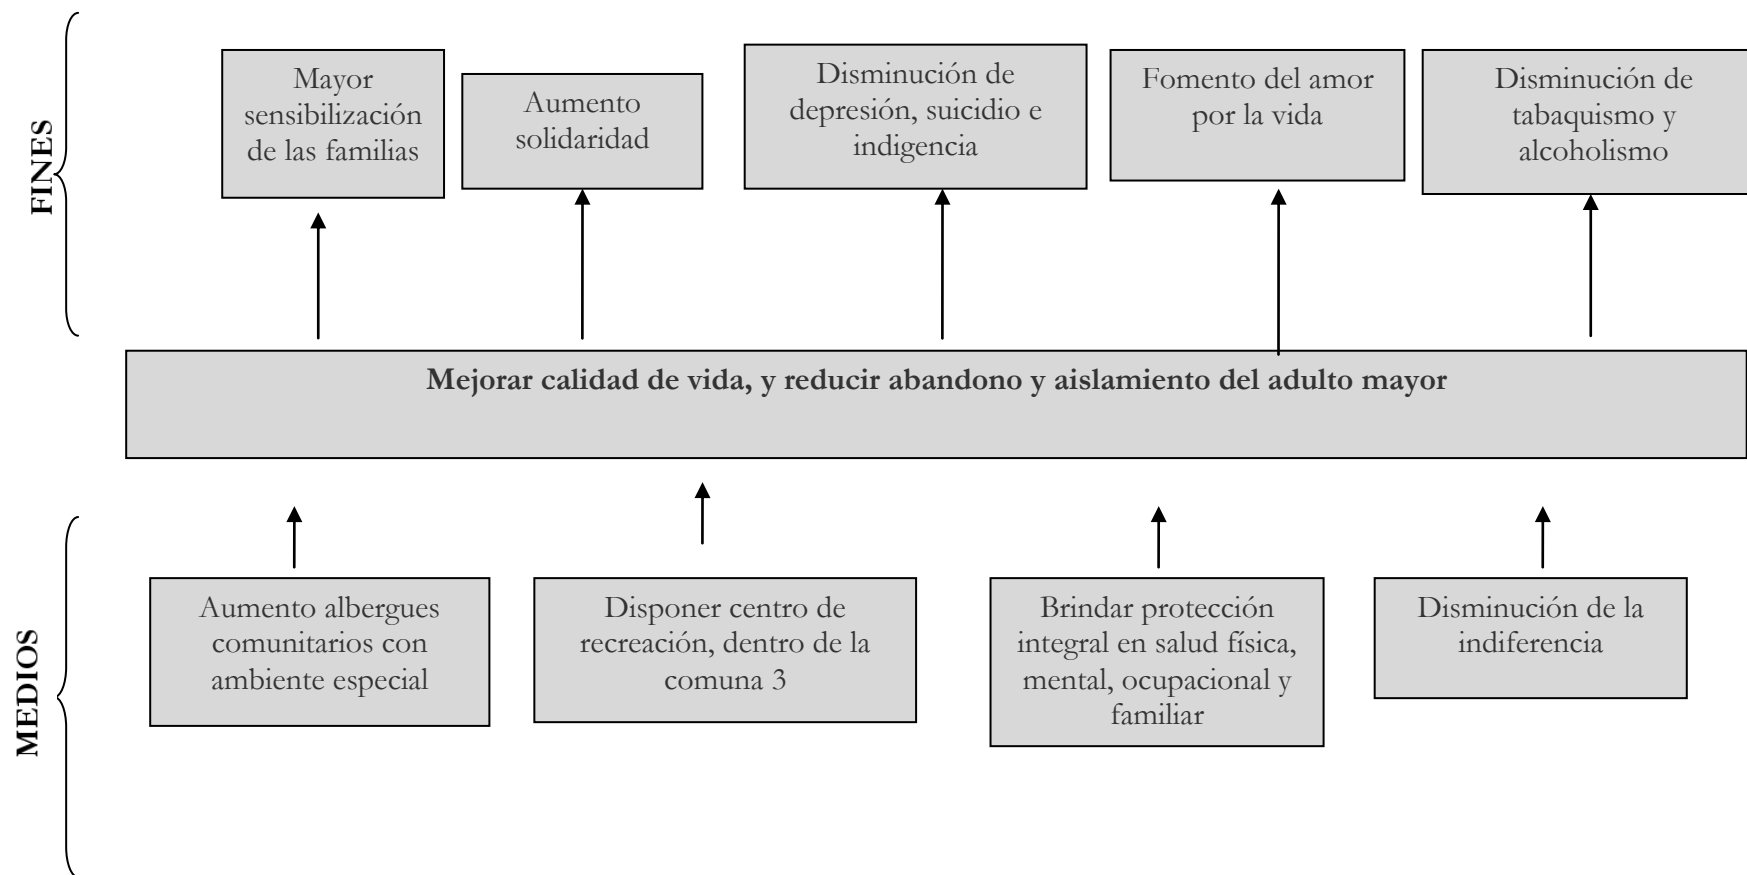 FINES
Mayor
sensibilización
de las familias
Aumento
solidaridad
Disminución de
depresión, suicidio e
indigencia
Fomento del amor
por la vida
Disminución de
tabaquismo y
alcoholismo
Mejorar calidad de vida, y reducir abandono y aislamiento del adulto mayor
MEDIOS
Aumento albergues
comunitarios con
ambiente especial
Disponer centro de
recreación, dentro de la
comuna 3
Brindar protección
integral en salud física,
mental, ocupacional y
familiar
Disminución de la
indiferencia